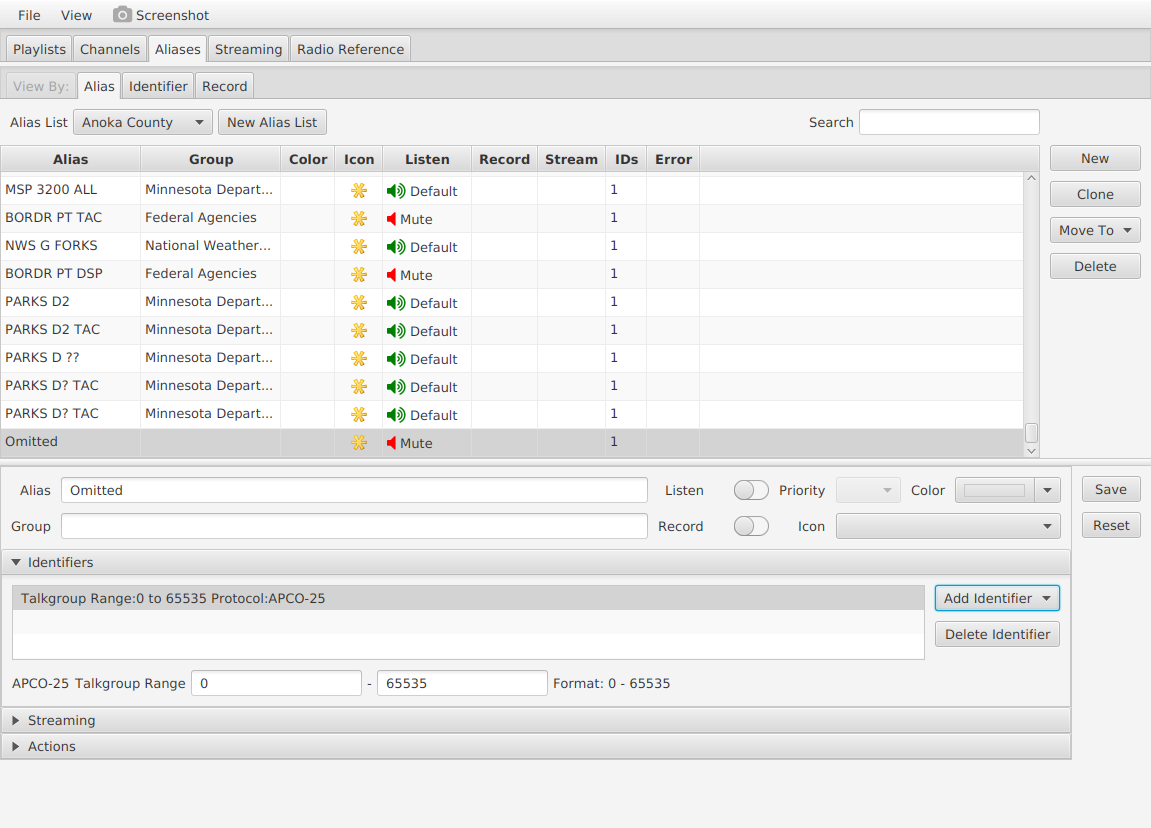 File View Screenshot
Playlists Channels Aliases Streaming Radio Reference
View By: Alias Identifier Record
Alias List Anoka County New Alias List Search
Alias Group Color Icon Listen Record Stream IDs Error
MSP 3200 ALL Minnesota Depart... Default 1
BORDR PT TAC Federal Agencies Mute 1
NWS G FORKS National Weather... Default 1
BORDR PT DSP Federal Agencies Mute 1
PARKS D2 Minnesota Depart... Default 1
PARKS D2 TAC Minnesota Depart... Default 1
PARKS D ?? Minnesota Depart... Default 1
PARKS D? TAC Minnesota Depart... Default 1
PARKS D? TAC Minnesota Depart... Default 1
Omitted Mute 1
New
Clone
Move To
Delete
Alias Omitted Listen Priority Color
Group Record Icon
Save
Reset
Identifiers
Talkgroup Range:0 to 65535 Protocol:APCO-25
Add Identifier
Delete Identifier
APCO-25 Talkgroup Range 0 - 65535 Format: 0 - 65535
Streaming
Actions